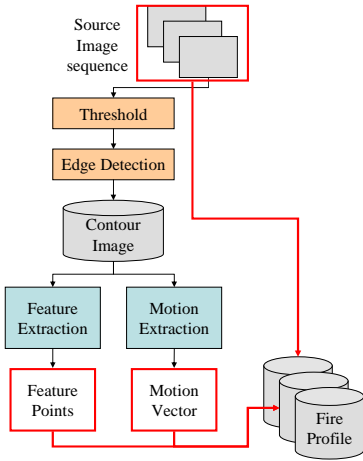 Source
Image
sequence
Threshold
Edge Detection
Contour
Image
Feature
Extraction
Motion
Extraction
Feature
Points
Motion
Vector
Fire
Profile